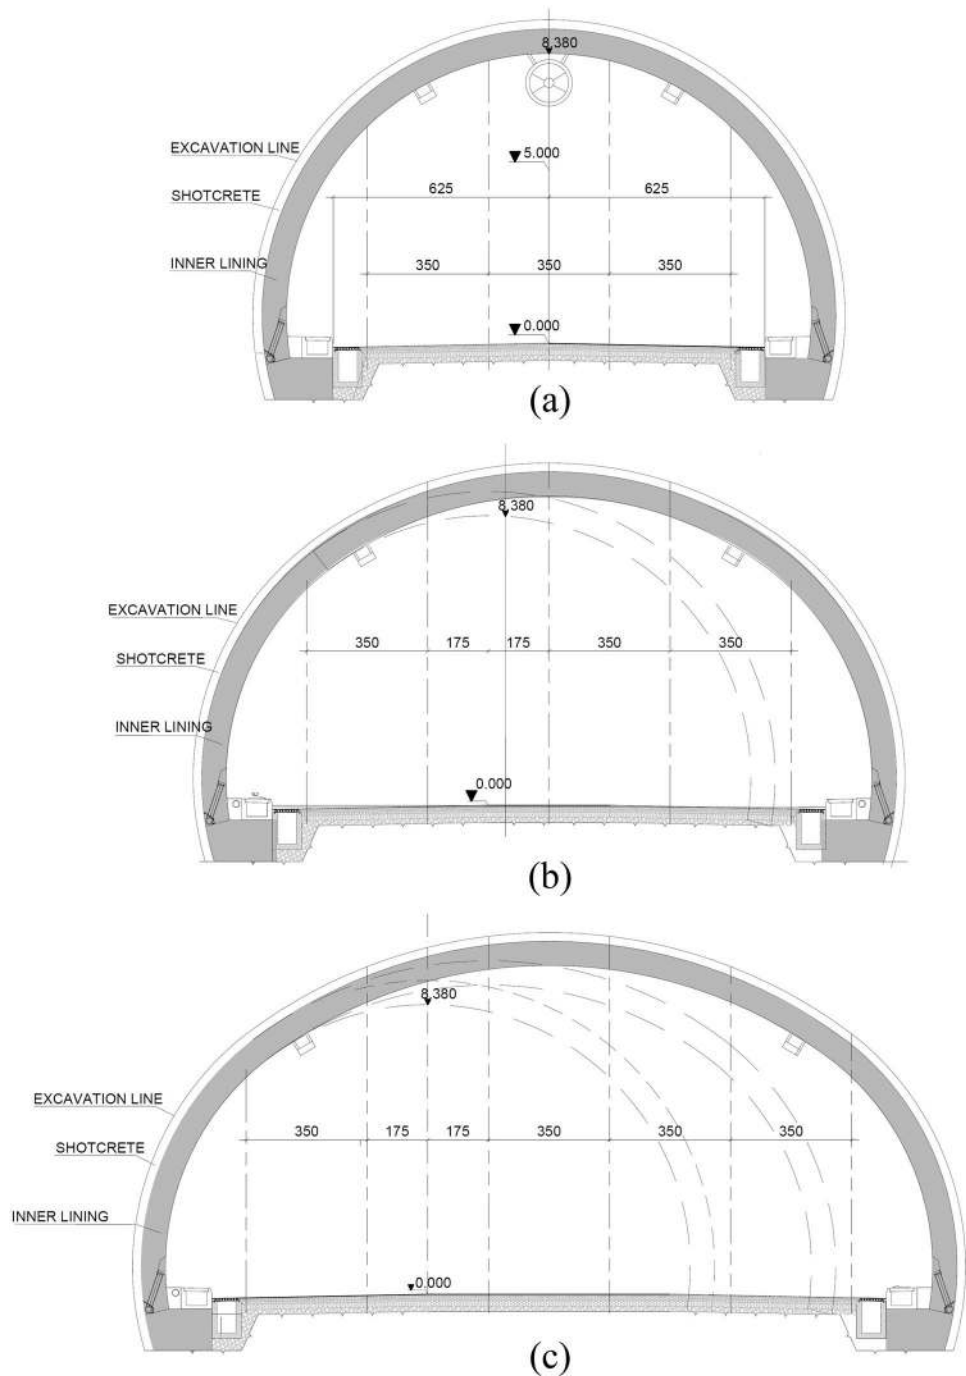 8.380
EXCAVATION LINE
5.000
625 625
SHOTCRETE
INNER LINING
350 350 350
0.000
(a)
8.380
EXCAVATION LINE
350 175 175 350 350
SHOTCRETE
INNER LINING
0.000
(b)
8.380
EXCAVATION LINE
350 175 175 350 350 350
SHOTCRETE
INNER LINING
0.000
(c)